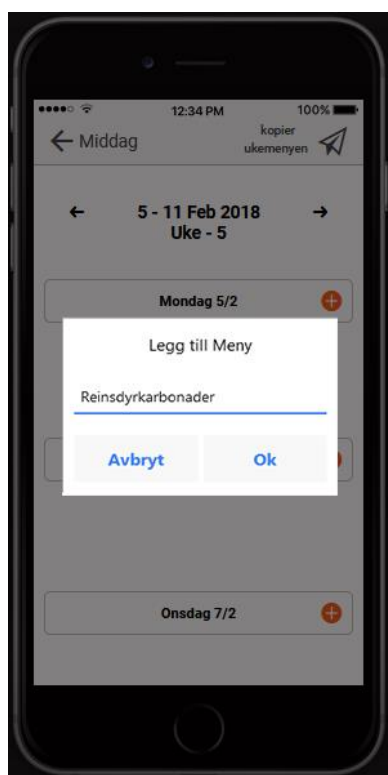 12:34 PM
100%
Middag
kopier
ukemenyen
5 - 11 Feb 2018
Uke - 5
Mondag 5/2
Legg till Meny
Reinsdyrkarbonader
Avbryt
Ok
Onsdag 7/2